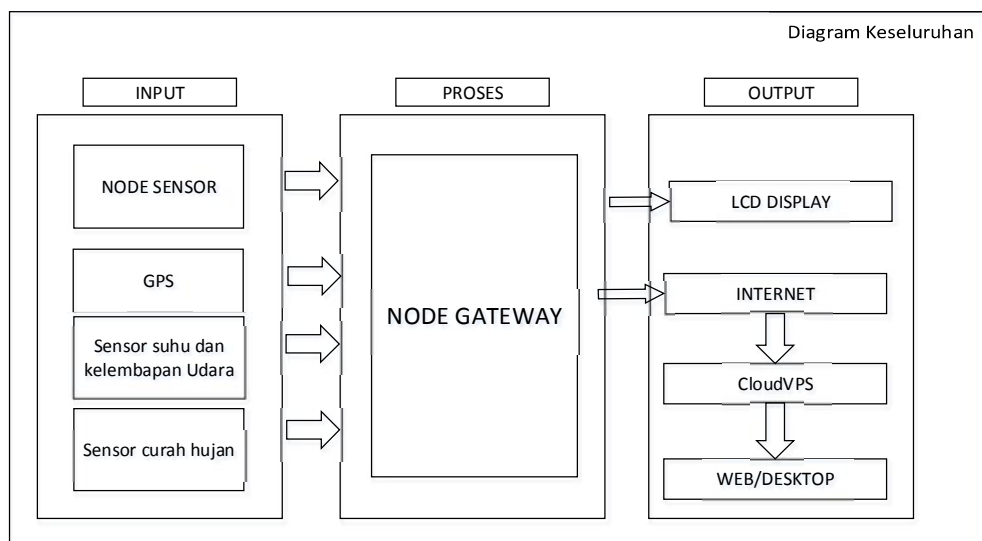 Diagram Keseluruhan
INPUT
NODE SENSOR
GPS
Sensor suhu dan
kelembapan Udara
Sensor curah hujan
PROSES
NODE GATEWAY
OUTPUT
LCD DISPLAY
INTERNET
CloudVPS
WEB/DESKTOP